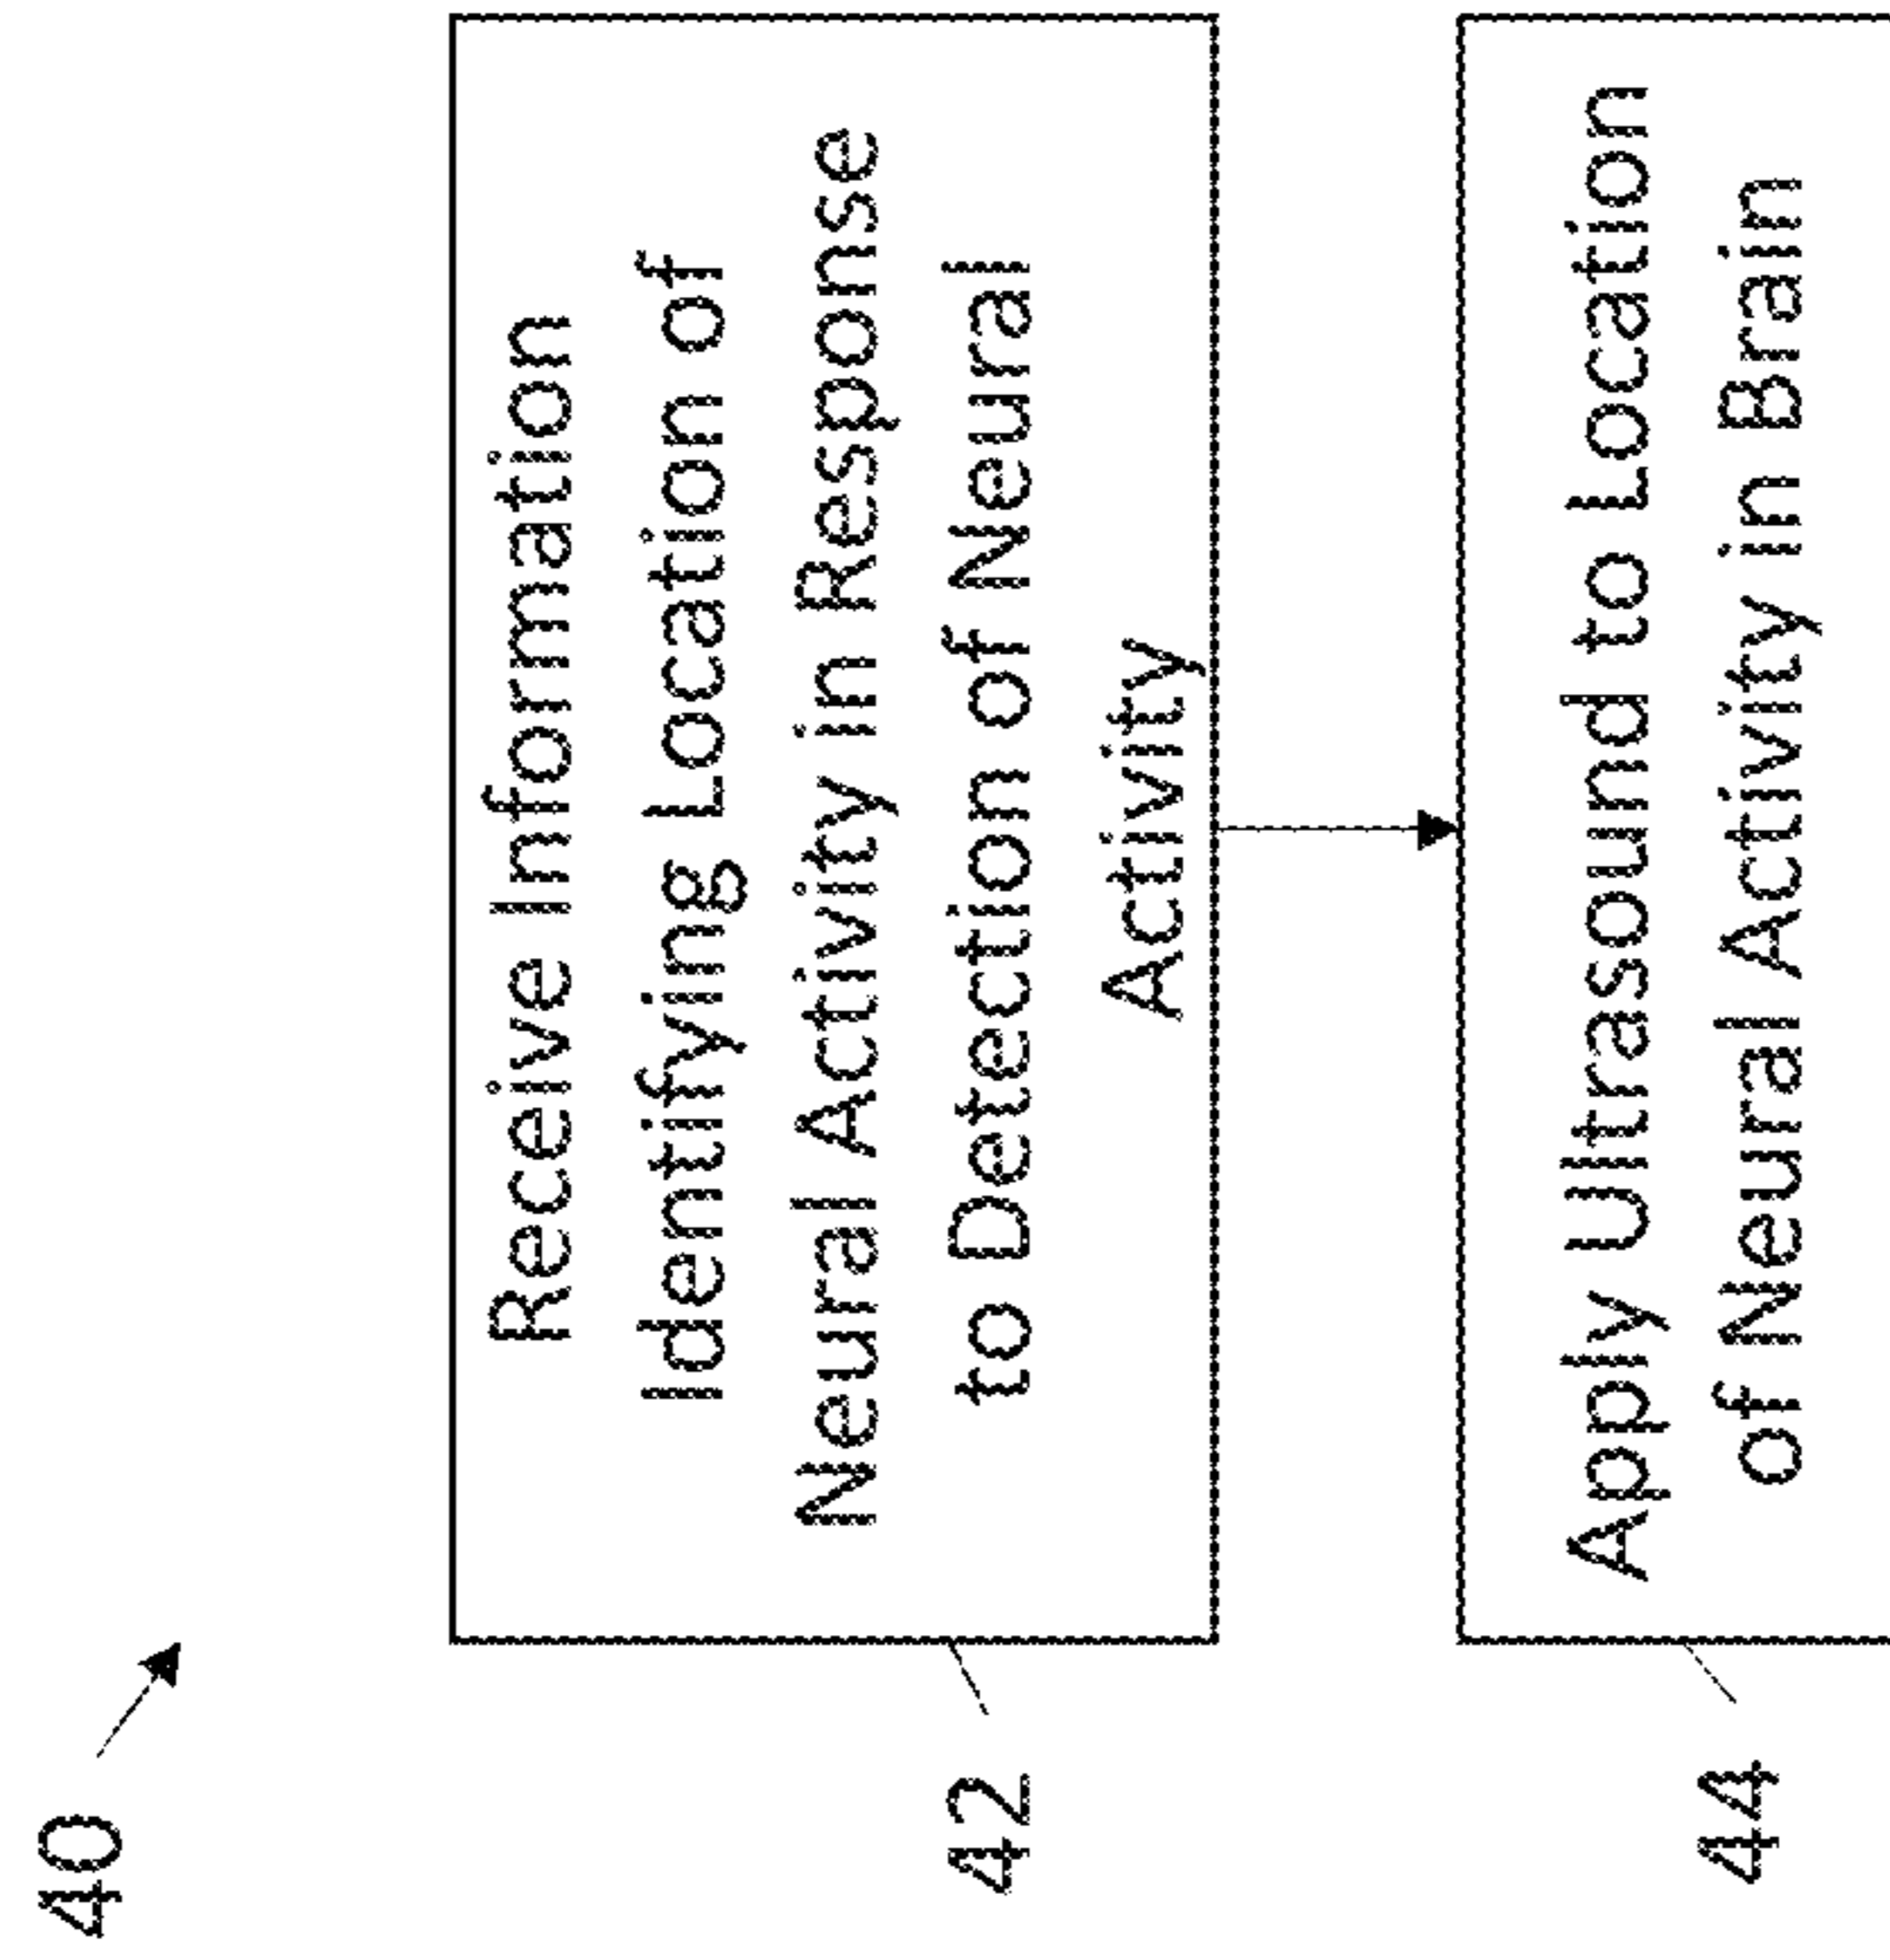 40
Receive Information
Identifying Location of
Neural Activity in Response
to Detection of Neural
Activity
42
Apply Ultrasound to Location
of Neural Activity in Brain
44